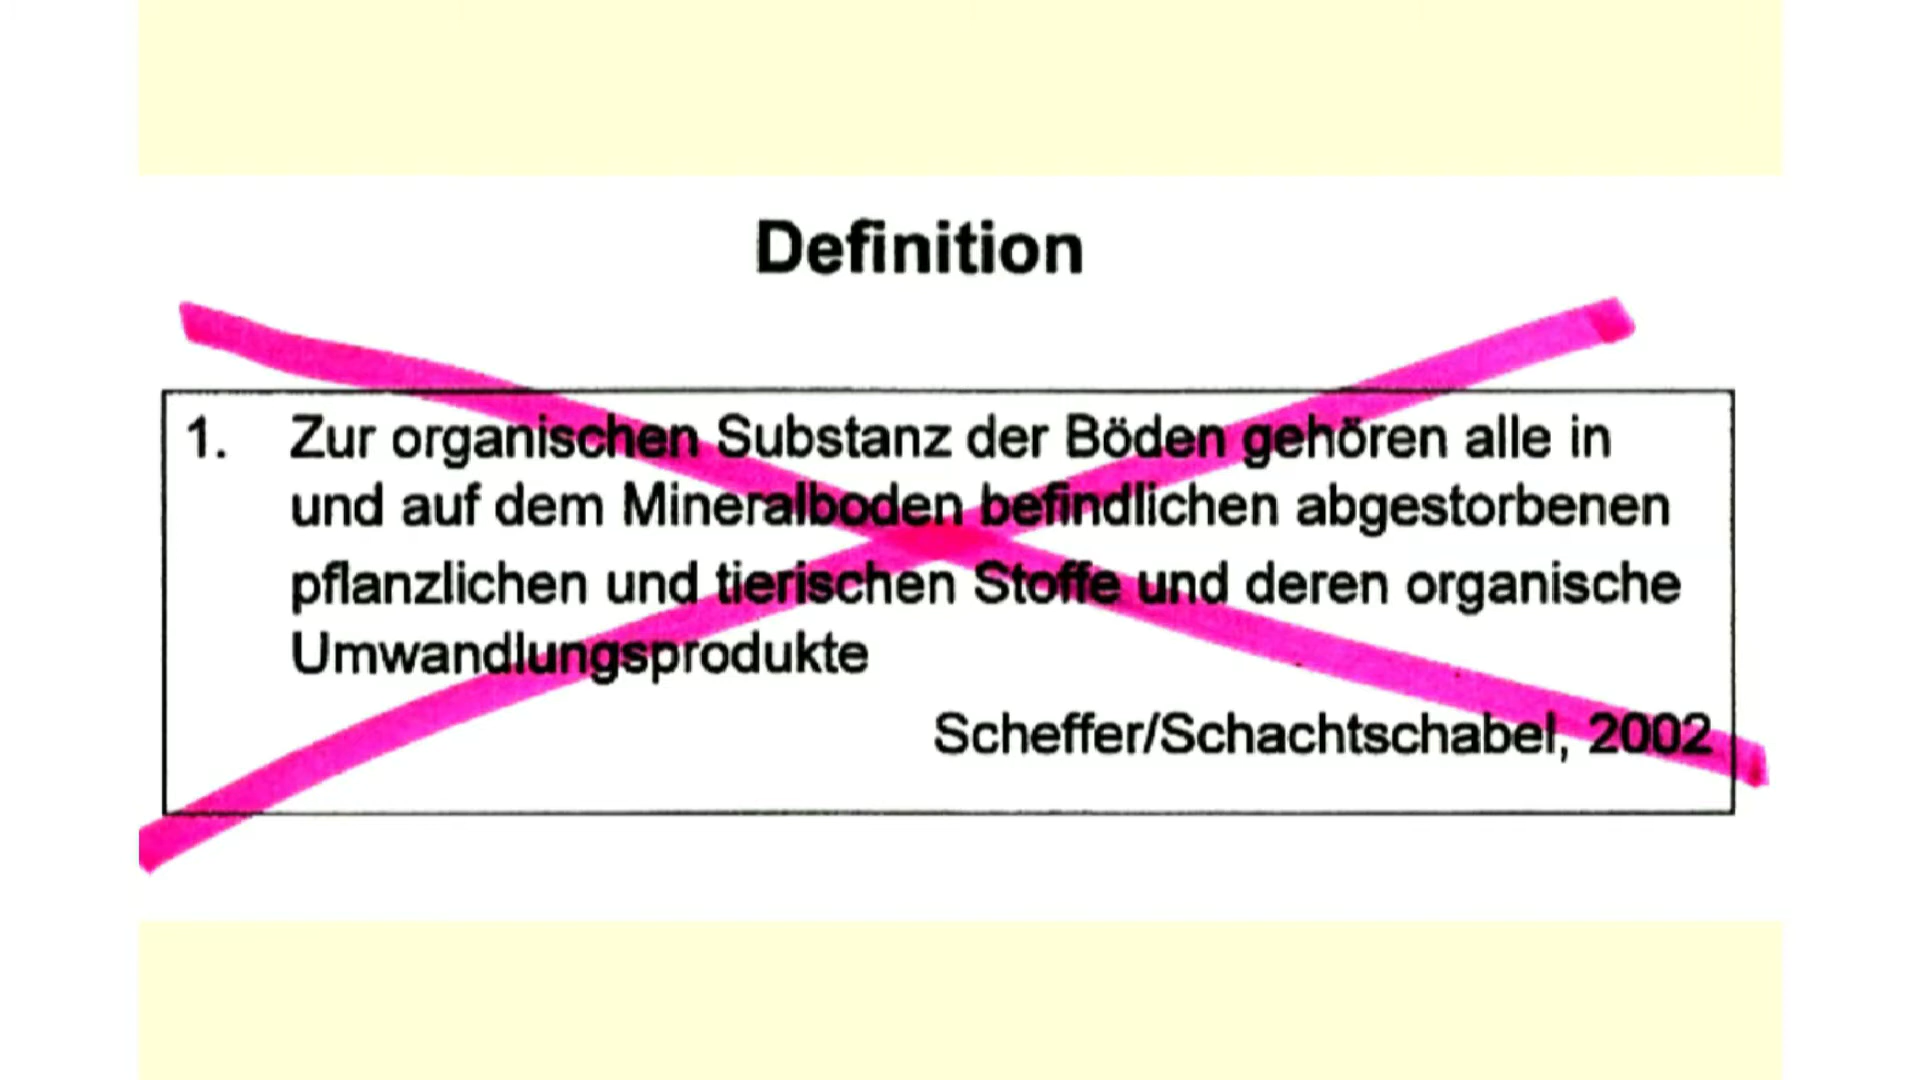 Definition
1. Zur organischen Substanz der Böden gehören alle in
und auf dem Mineralboden befindlichen abgestorbenen
pflanzlichen und tierischen Stoffe und deren organische
Umwandlungsprodukte
Scheffer/Schachtschabel, 2002